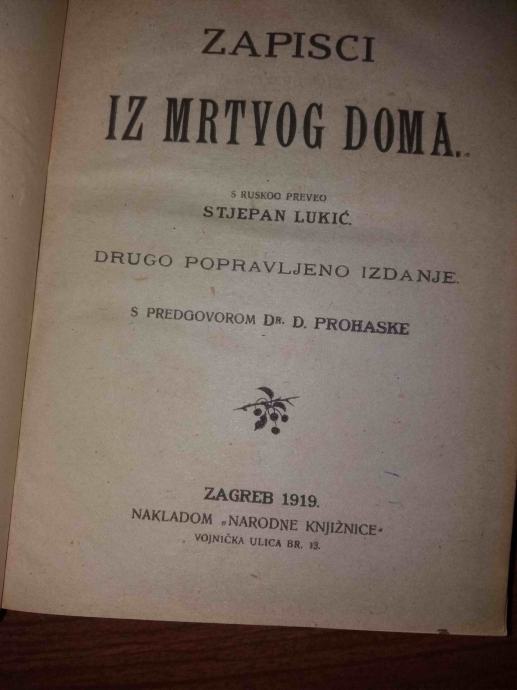 ZAPISCI
IZ MRTVOG DOMA.
S RUSKOG PREVEO
STJEPAN LUKIĆ.
DRUGO POPRAVLJENO IZDANJE.
S PREDGOVOROM DR. D. PROHASKE
ZAGREB 1919.
NAKLADOM „NARODNE KNJIŽNICE“
VOJNIČKA ULICA BR. 13.